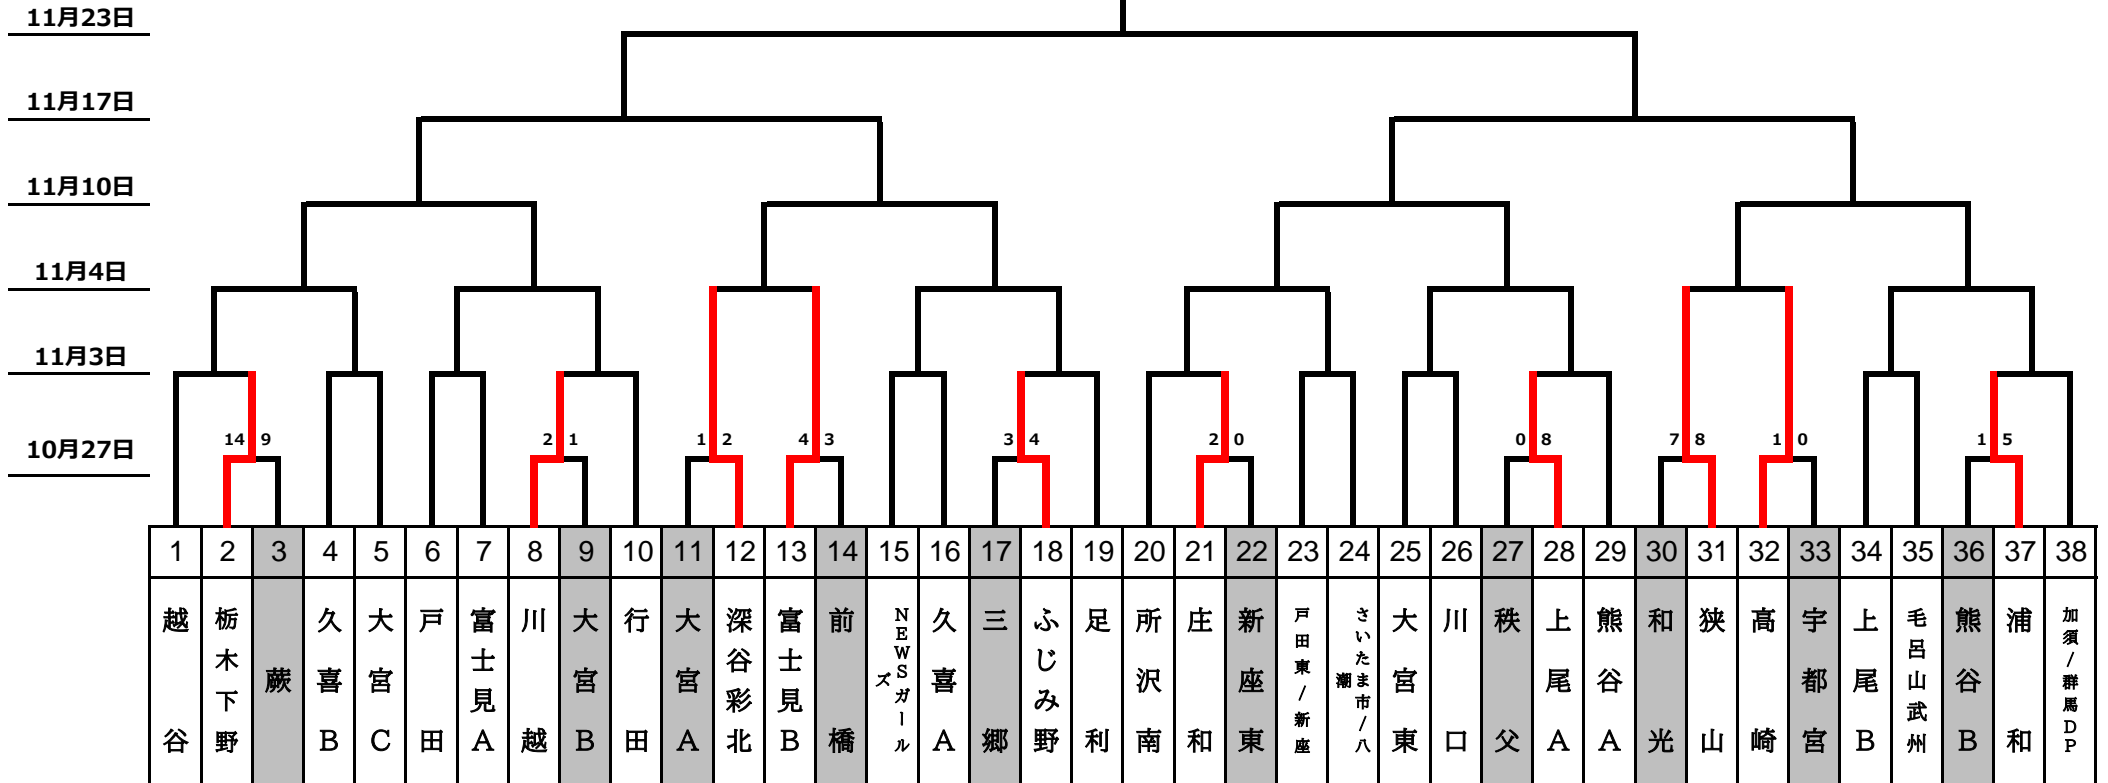 11月23日
11月17日
11月10日
11月4日
11月3日
10月27日
14 9
2 1
1 2
4 3
3 4
2 0
0 8
7 8
1 0
1 5
1 2 3 4 5 6 7 8 9 10 11 12 13 14 15 16 17 18 19 20 21 22 23 24 25 26 27 28 29 30 31 32 33 34 35 36 37 38
越谷
栃木下野
蕨
久喜B
大宮C
戸田
富士見A
川越
大宮B
行田
大宮A
深谷彩北
富士見B
前橋
NEWSガールズ
久喜A
三郷
ふじみ野
足利
所沢南
庄和
新座東
戸田東/新座
さいたま市/八潮
大宮東
川口
秩父
上尾A
熊谷A
和光
狭山
高崎
宇都宮
上尾B
毛呂山武州
熊谷B
浦和
加須/群馬DP